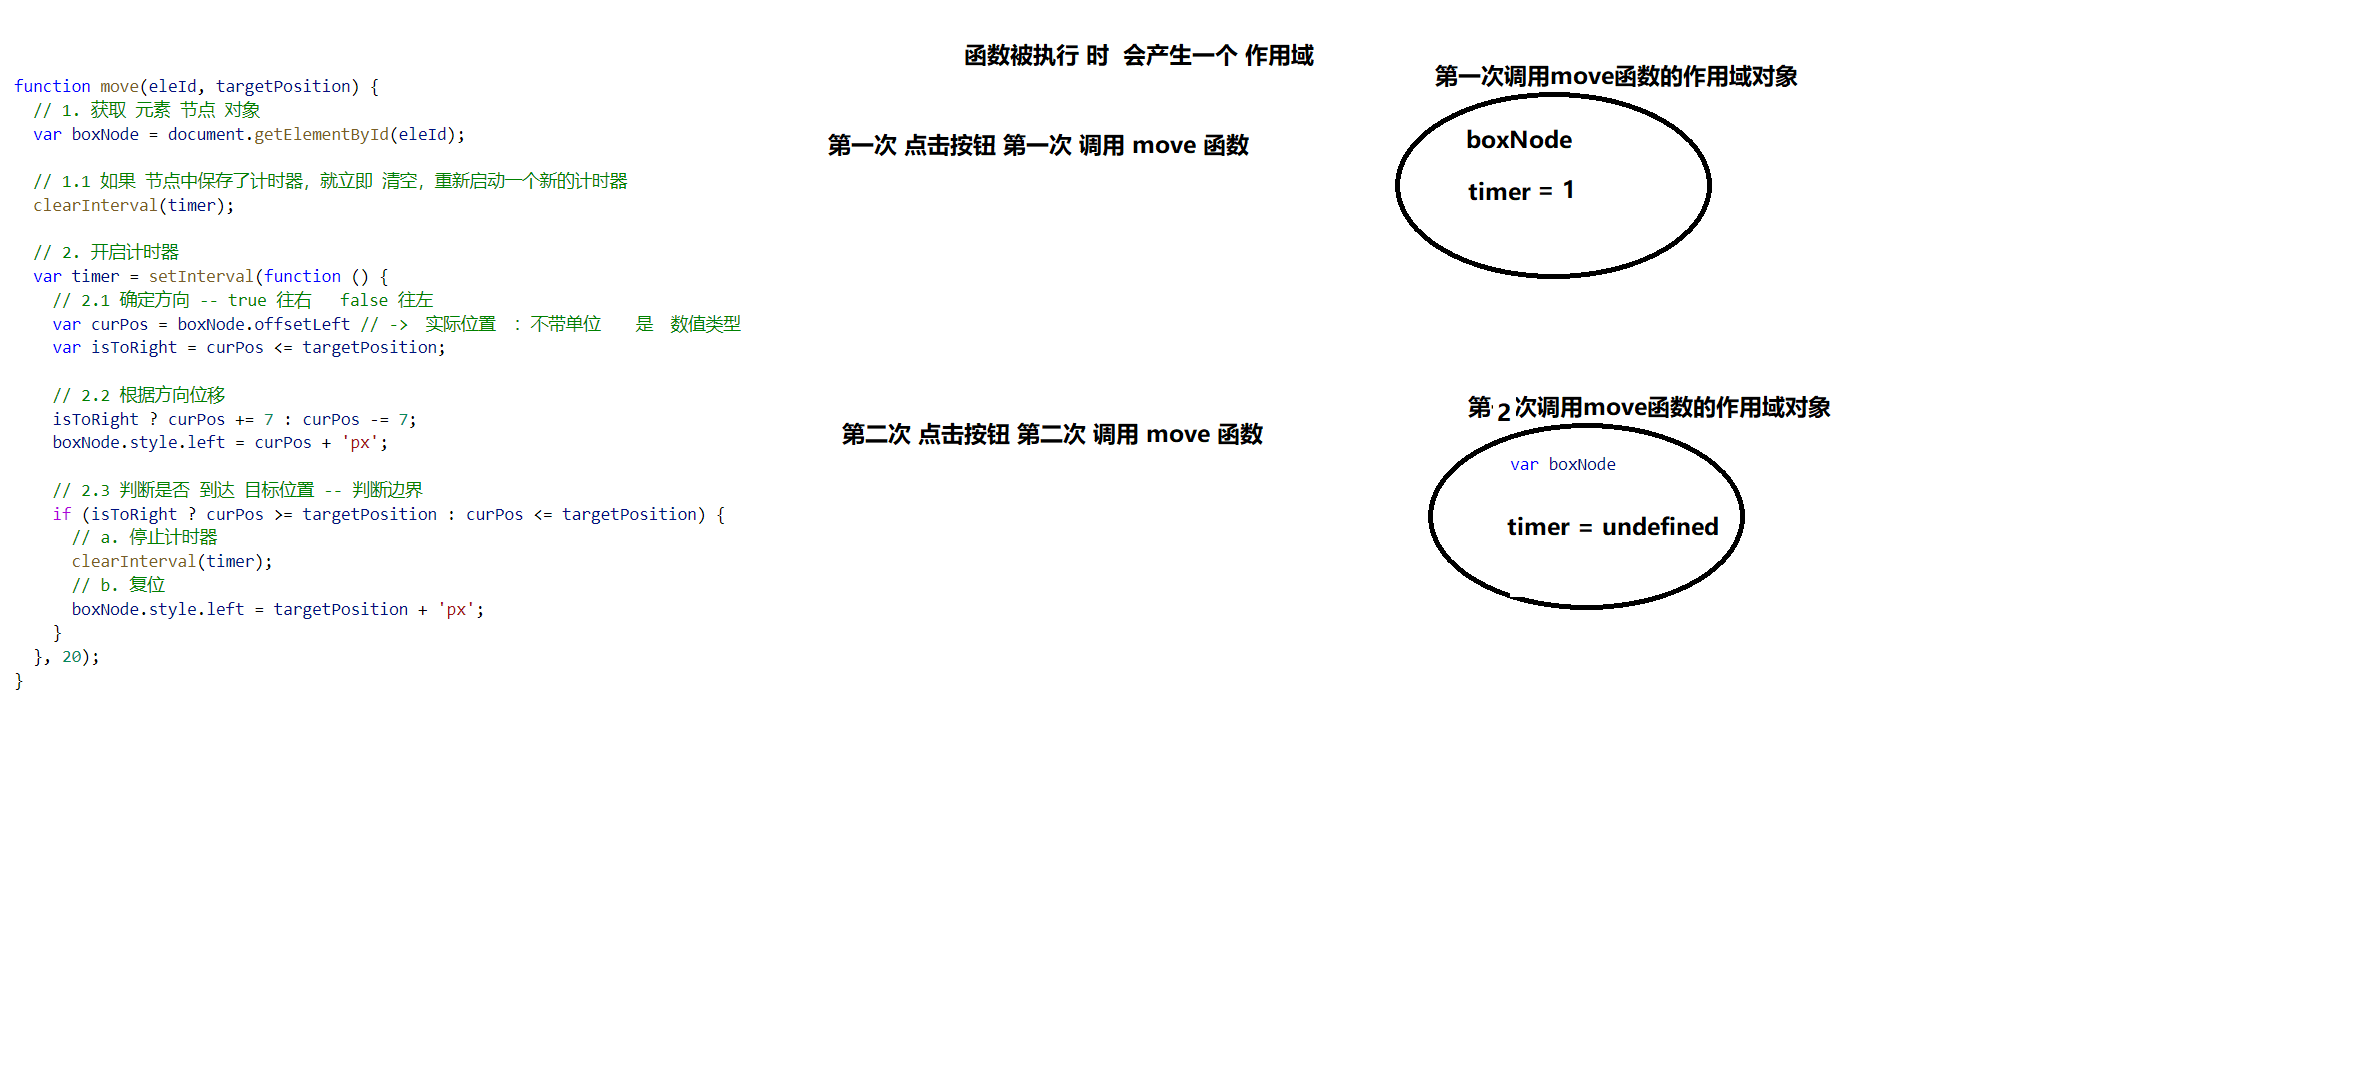 function move(eleId, targetPosition) {
// 1. 获取 元素 节点 对象
var boxNode = document.getElementById(eleId);
// 1.1 如果 节点中保存了计时器，就立即 清空，重新启动一个新的计时器
clearInterval(timer);
// 2. 开启计时器
var timer = setInterval(function () {
// 2.1 确定方向 -- true 往右 false 往左
var curPos = boxNode.offsetLeft // -> 实际位置 ：不带单位 是 数值类型
var isToRight = curPos <= targetPosition;
// 2.2 根据方向位移
isToRight ? curPos += 7 : curPos -= 7;
boxNode.style.left = curPos + 'px';
// 2.3 判断是否 到达 目标位置 -- 判断边界
if (isToRight ? curPos >= targetPosition : curPos <= targetPosition) {
// a. 停止计时器
clearInterval(timer);
// b. 复位
boxNode.style.left = targetPosition + 'px';
}
}, 20);
}
函数被执行 时 会产生一个 作用域
第一次 点击按钮 第一次 调用 move 函数
第一次调用move函数的作用域对象
boxNode
timer = 1
第二次 点击按钮 第二次 调用 move 函数
第2次调用move函数的作用域对象
var boxNode
timer = undefined